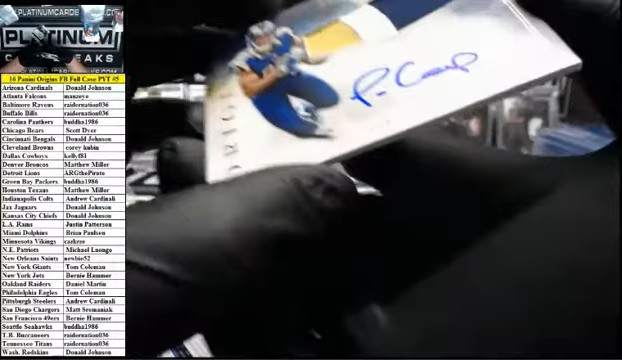 PLATINUMCARDB
PLATINUM
16 Panini Origins FB Full Case PYT #5
Arizona Cardinals Donald Johnson
Atlanta Falcons
Baltimore Ravens raidernation036
Buffalo Bills raidernation036
Carolina Panthers buddha1986
Chicago Bears Scott Dyer
Cincinnati Bengals Donald Johnson
Cleveland Browns corey kubin
Dallas Cowboys kellyf81
Denver Broncos Matthew Miller
Detroit Lions ARGthePirate
Green Bay Packers buddha1986
Houston Texans Matthew Miller
Indianapolis Colts Andrew Cardinali
Jax Jaguars Donald Johnson
Kansas City Chiefs Donald Johnson
L.A. Rams Justin Patterson
Miami Dolphins Brian Paulson
Minnesota Vikings
N.E. Patriots Michael Luongo
New Orleans Saints newbie52
New York Giants Tom Coleman
New York Jets Bernie Hammer
Oakland Raiders Daniel Martin
Philadelphia Eagles Tom Coleman
Pittsburgh Steelers Andrew Cardinali
San Diego Chargers Matt Sromaniak
San Francisco 49ers Bernie Hammer
Seattle Seahawks buddha1986
T.B. Buccaneers raidernation036
Tennessee Titans raidernation036
Wash. Redskins Donald Johnson